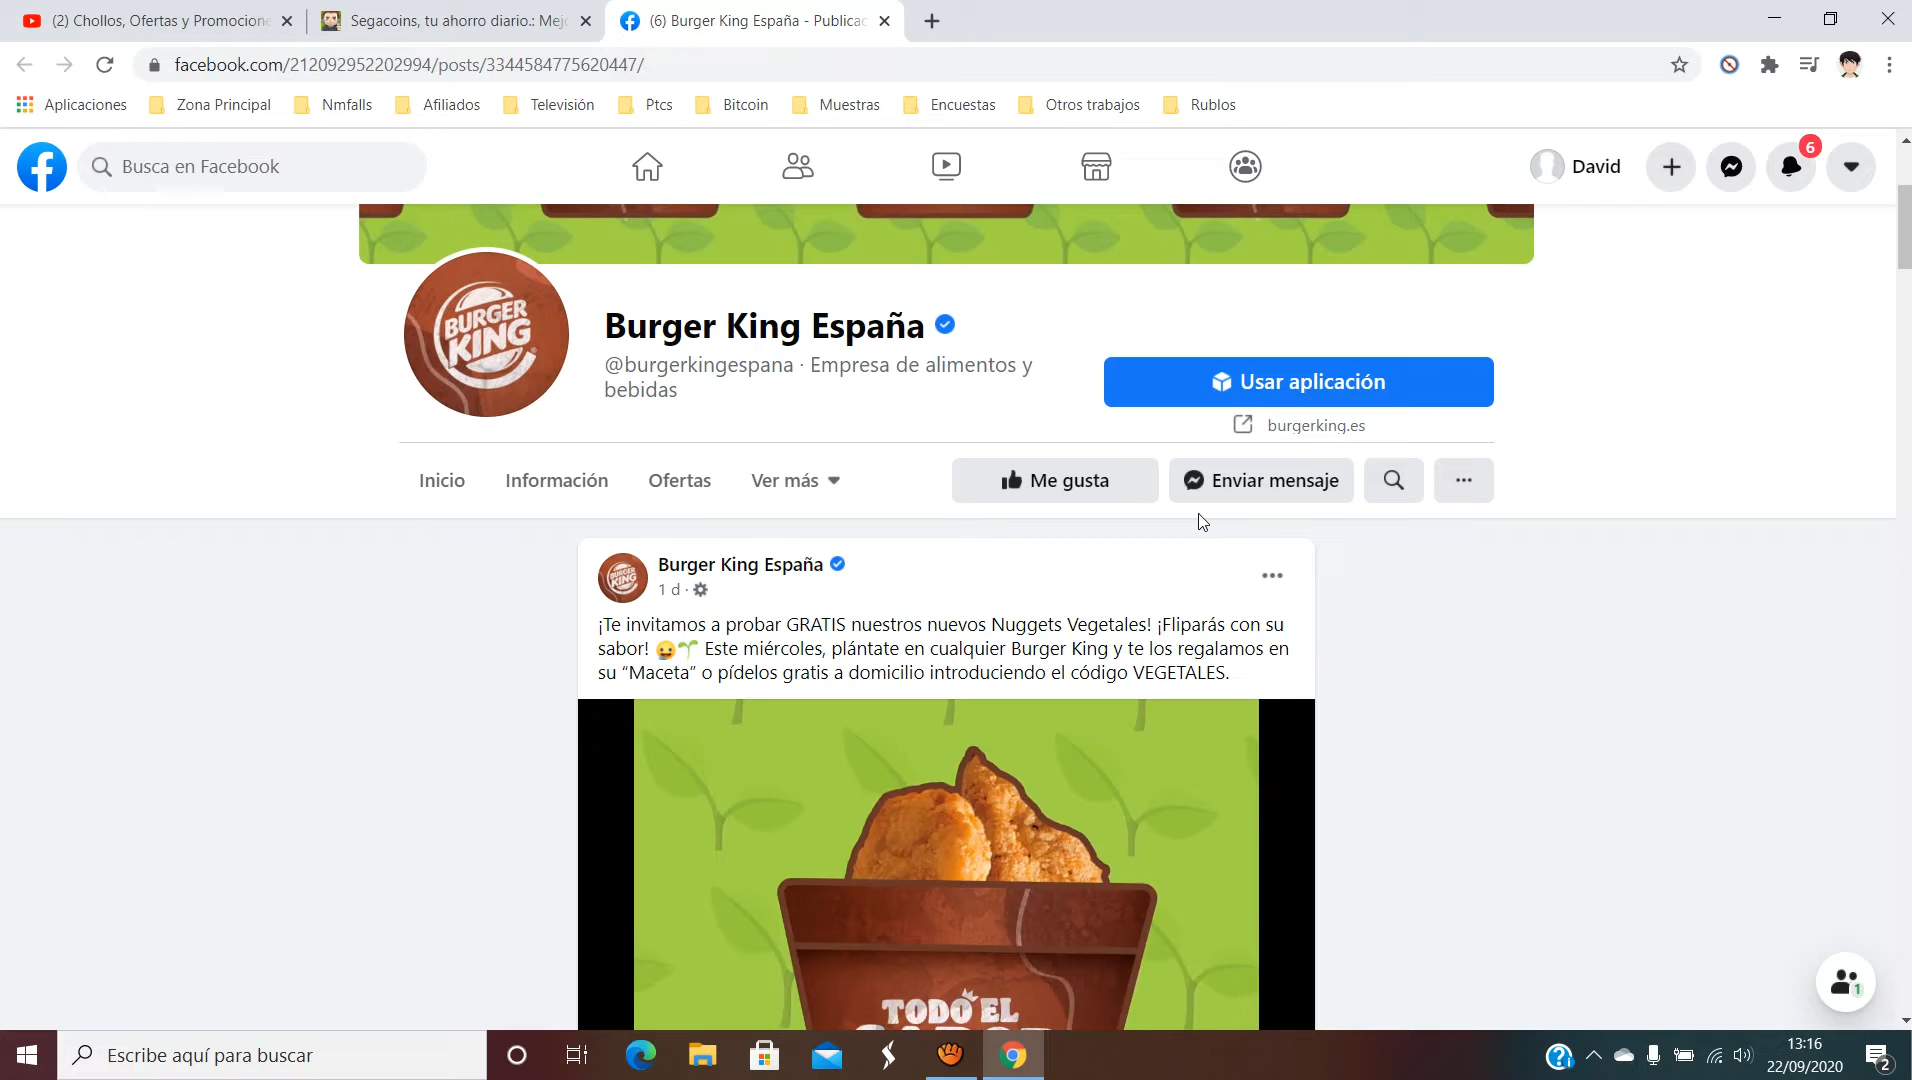 (2) Chollos, Ofertas y Promocione
Segacoins, tu ahorro diario.: Mej
(6) Burger King España - Publicac
facebook.com/212092952202994/posts/3344584775620447/
Aplicaciones
Zona Principal
Nmfalls
Afiliados
Televisión
Ptcs
Bitcoin
Muestras
Encuestas
Otros trabajos
Rublos
Busca en Facebook
David
6
BURGER
KING
Burger King España
@burgerkingespana · Empresa de alimentos y
bebidas
Usar aplicación
burgerking.es
Inicio
Información
Ofertas
Ver más
Me gusta
Enviar mensaje
BURGER
KING
Burger King España
1 d ·
¡Te invitamos a probar GRATIS nuestros nuevos Nuggets Vegetales! ¡Fliparás con su
sabor! 😜🌱 Este miércoles, plántate en cualquier Burger King y te los regalamos en
su “Maceta” o pídelos gratis a domicilio introduciendo el código VEGETALES.
TODO EL
1
Escribe aquí para buscar
13:16
22/09/2020
2